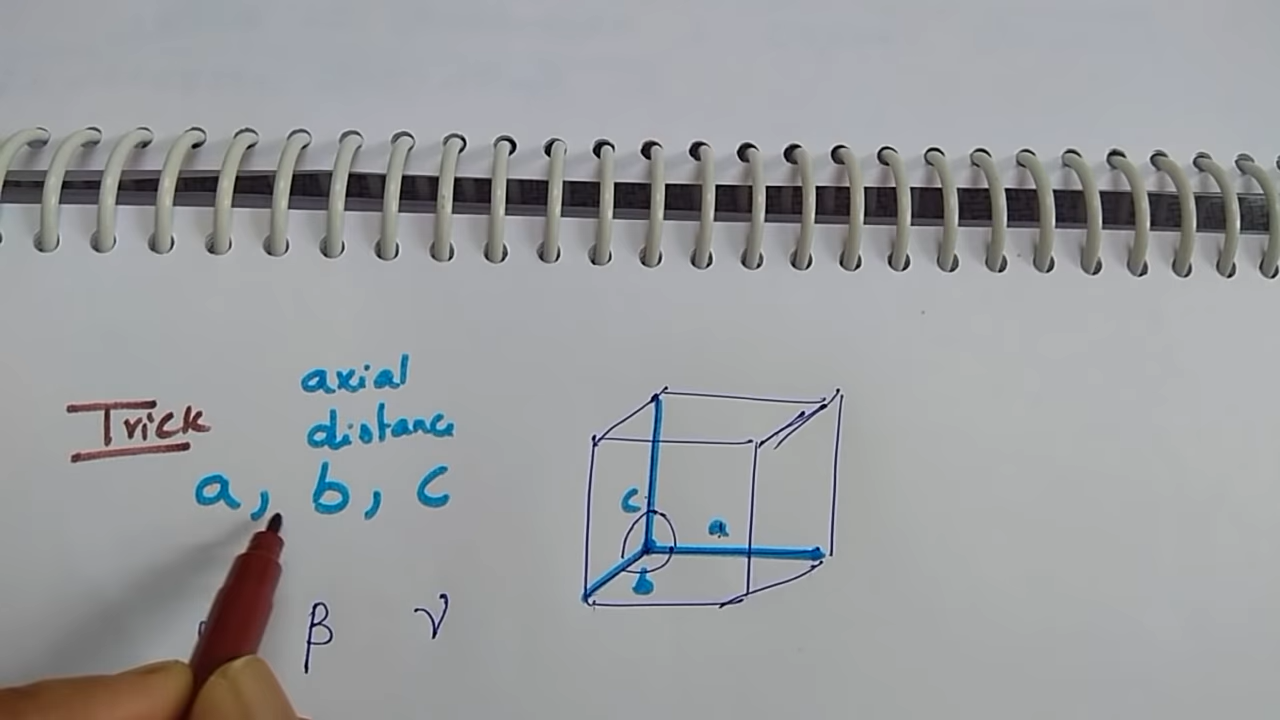 axial
distance
Trick
a, b, c
β γ
c
a
b